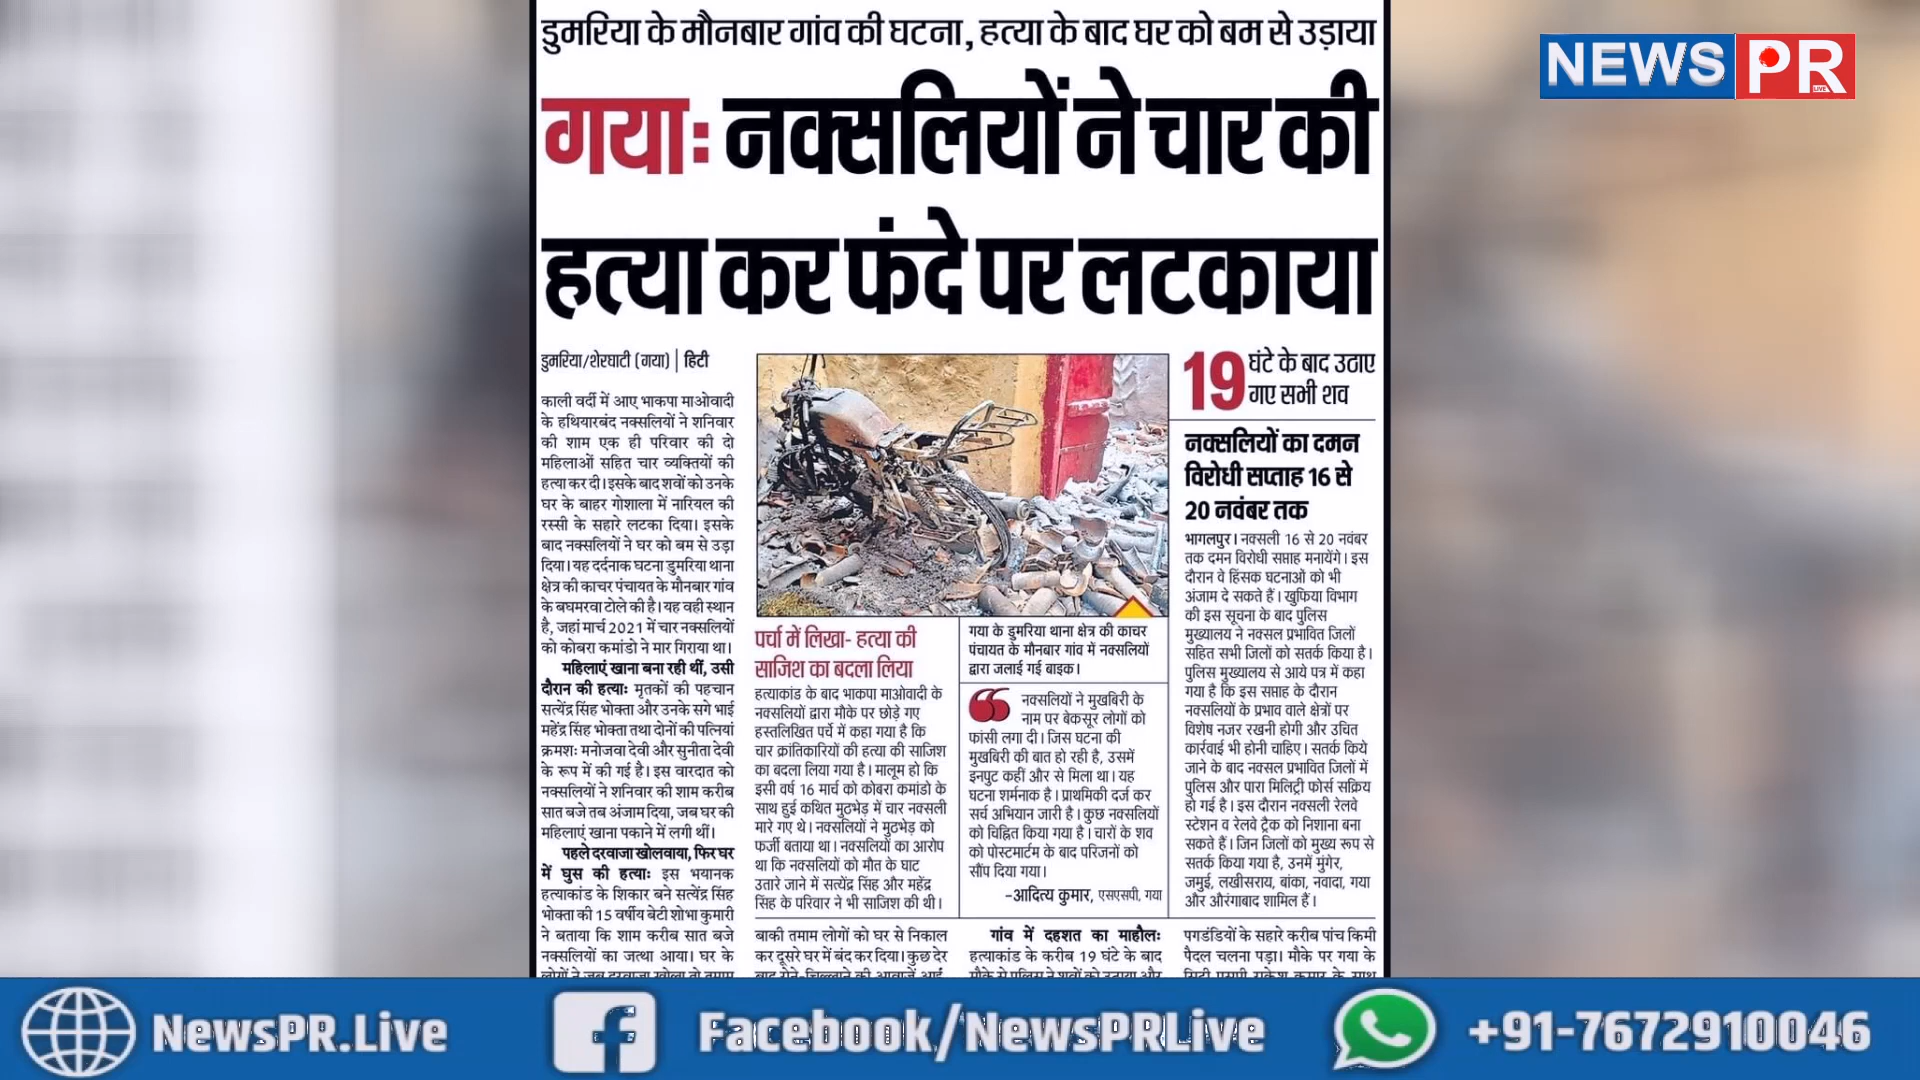 डुमरिया के मौनबार गांव की घटना, हत्या के बाद घर को बम से उड़ाया
NEWS PR
LIVE
गयाः नक्सलियों ने चार की
हत्या कर फंदे पर लटकाया
डुमरिया/शेरघाटी (गया) | हिटी
काली वर्दी में आए भाकपा माओवादी
के हथियारबंद नक्सलियों ने शनिवार
की शाम एक ही परिवार की दो
महिलाओं सहित चार व्यक्तियों की
हत्या कर दी। इसके बाद शवों को उनके
घर के बाहर गोशाला में नारियल की
रस्सी के सहारे लटका दिया। इसके
बाद नक्सलियों ने घर को बम से उड़ा
दिया। यह दर्दनाक घटना डुमरिया थाना
क्षेत्र की काचर पंचायत के मौनबार गांव
के बघमरवा टोले की है। यह वही स्थान
है, जहां मार्च 2021 में चार नक्सलियों
को कोबरा कमांडो ने मार गिराया था।
महिलाएं खाना बना रही थीं, उसी
दौरान की हत्याः मृतकों की पहचान
सत्येंद्र सिंह भोक्ता और उनके सगे भाई
महेंद्र सिंह भोक्ता तथा दोनों की पत्नियां
क्रमशः मनोजवा देवी और सुनीता देवी
के रूप में की गई है। इस वारदात को
नक्सलियों ने शनिवार की शाम करीब
सात बजे तब अंजाम दिया, जब घर की
महिलाएं खाना पकाने में लगी थीं।
पहले दरवाजा खोलवाया, फिर घर
में घुस की हत्याः इस भयानक
हत्याकांड के शिकार बने सत्येंद्र सिंह
भोक्ता की 15 वर्षीय बेटी शोभा कुमारी
ने बताया कि शाम करीब सात बजे
नक्सलियों का जत्था आया। घर के
लोगों ने जब दरवाजा खोला तो तमाम
पर्चा में लिखा- हत्या की
साजिश का बदला लिया
हत्याकांड के बाद भाकपा माओवादी के
नक्सलियों द्वारा मौके पर छोड़े गए
हस्तलिखित पर्चे में कहा गया है कि
चार क्रांतिकारियों की हत्या की साजिश
का बदला लिया गया है। मालूम हो कि
इसी वर्ष 16 मार्च को कोबरा कमांडो के
साथ हुई कथित मुठभेड़ में चार नक्सली
मारे गए थे। नक्सलियों ने मुठभेड़ को
फर्जी बताया था। नक्सलियों का आरोप
था कि नक्सलियों को मौत के घाट
उतारे जाने में सत्येंद्र सिंह और महेंद्र
सिंह के परिवार ने भी साजिश की थी।
बाकी तमाम लोगों को घर से निकाल
कर दूसरे घर में बंद कर दिया। कुछ देर
बाद रोने-चिल्लाने की आवाजें आईं
गया के डुमरिया थाना क्षेत्र की काचर
पंचायत के मौनबार गांव में नक्सलियों
द्वारा जलाई गई बाइक।
नक्सलियों ने मुखबिरी के
नाम पर बेकसूर लोगों को
फांसी लगा दी। जिस घटना की
मुखबिरी की बात हो रही है, उसमें
इनपुट कहीं और से मिला था। यह
घटना शर्मनाक है। प्राथमिकी दर्ज कर
सर्च अभियान जारी है। कुछ नक्सलियों
को चिह्नित किया गया है। चारों के शव
को पोस्टमार्टम के बाद परिजनों को
सौंप दिया गया।
-आदित्य कुमार, एसएसपी, गया
गांव में दहशत का माहौलः
हत्याकांड के करीब 19 घंटे के बाद
मौके से पुलिस ने शवों को उठाया और
19 घंटे के बाद उठाए
गए सभी शव
नक्सलियों का दमन
विरोधी सप्ताह 16 से
20 नवंबर तक
भागलपुर। नक्सली 16 से 20 नवंबर
तक दमन विरोधी सप्ताह मनायेंगे। इस
दौरान वे हिंसक घटनाओं को भी
अंजाम दे सकते हैं। खुफिया विभाग
की इस सूचना के बाद पुलिस
मुख्यालय ने नक्सल प्रभावित जिलों
सहित सभी जिलों को सतर्क किया है।
पुलिस मुख्यालय से आये पत्र में कहा
गया है कि इस सप्ताह के दौरान
नक्सलियों के प्रभाव वाले क्षेत्रों पर
विशेष नजर रखनी होगी और उचित
कार्रवाई भी होनी चाहिए। सतर्क किये
जाने के बाद नक्सल प्रभावित जिलों में
पुलिस और पारा मिलिट्री फोर्स सक्रिय
हो गई है। इस दौरान नक्सली रेलवे
स्टेशन व रेलवे ट्रैक को निशाना बना
सकते हैं। जिन जिलों को मुख्य रूप से
सतर्क किया गया है, उनमें मुंगेर,
जमुई, लखीसराय, बांका, नवादा, गया
और औरंगाबाद शामिल हैं।
पगडंडियों के सहारे करीब पांच किमी
पैदल चलना पड़ा। मौके पर गया के
सिटी एसपी राकेश कुमार के साथ
NewsPR.Live
Facebook/NewsPRLive
+91-7672910046